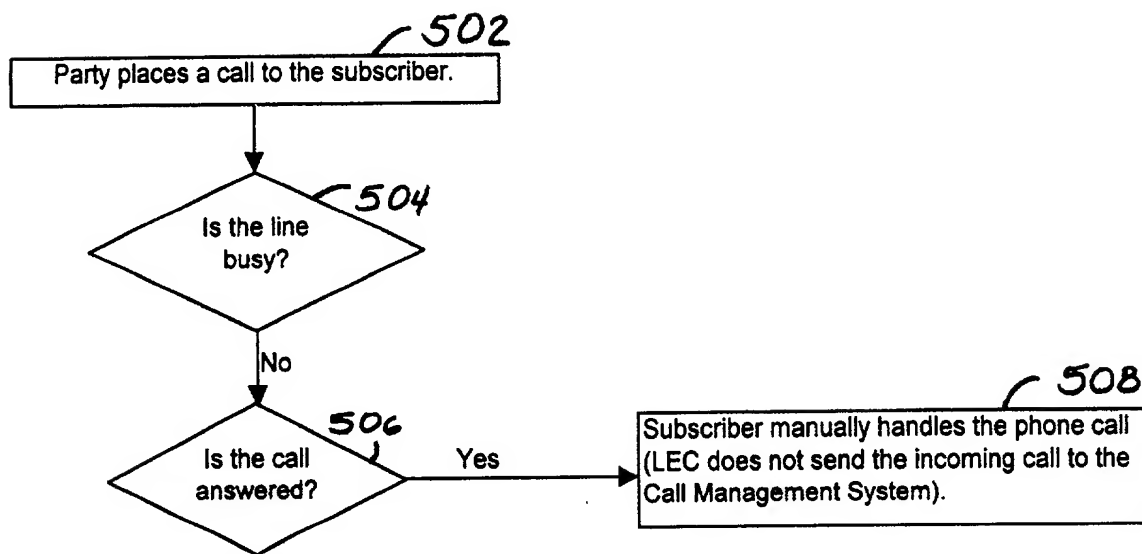 502
Party places a call to the subscriber.
504
Is the line
busy?
No
506
Is the call
answered?
Yes
508
Subscriber manually handles the phone call
(LEC does not send the incoming call to the
Call Management System).